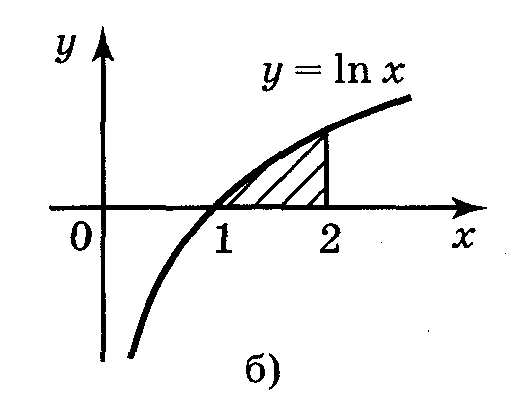 y
y = ln x
0 1 2 x
б)